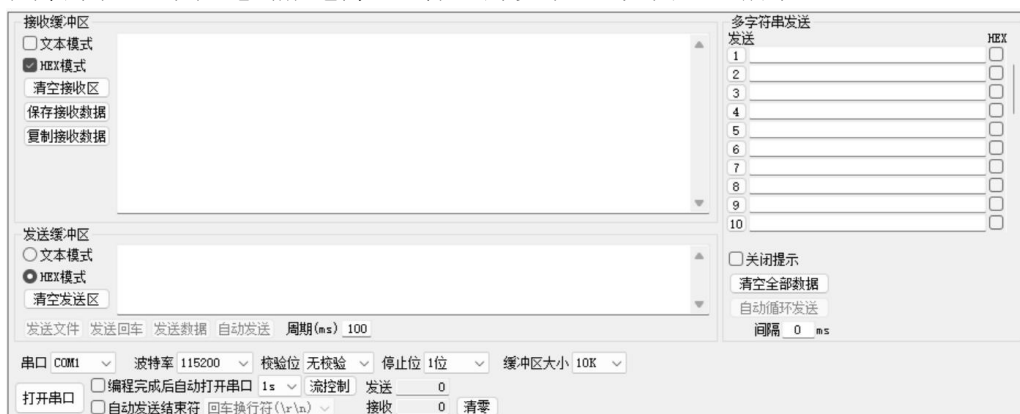 接收缓冲区
文本模式
HEX模式
清空接收区
保存接收数据
复制接收数据
发送缓冲区
文本模式
HEX模式
清空发送区
发送文件 发送回车 发送数据 自动发送 周期(ms) 100
多字符串发送
发送 HEX
1
2
3
4
5
6
7
8
9
10
关闭提示
清空全部数据
自动循环发送
间隔 0 ms
串口 COM1 波特率 115200 校验位 无校验 停止位 1位 缓冲区大小 10K
打开串口
编程完成后自动打开串口 1s 流控制 发送 0
自动发送结束符 回车换行符(\r\n) 接收 0 清零